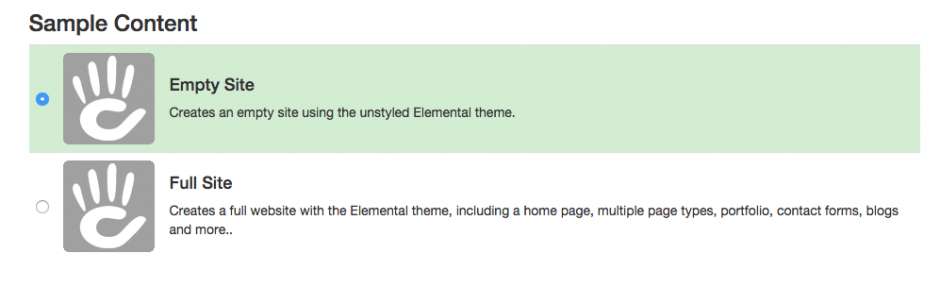 Sample Content
Empty Site
Creates an empty site using the unstyled Elemental theme.
Full Site
Creates a full website with the Elemental theme, including a home page, multiple page types, portfolio, contact forms, blogs
and more..